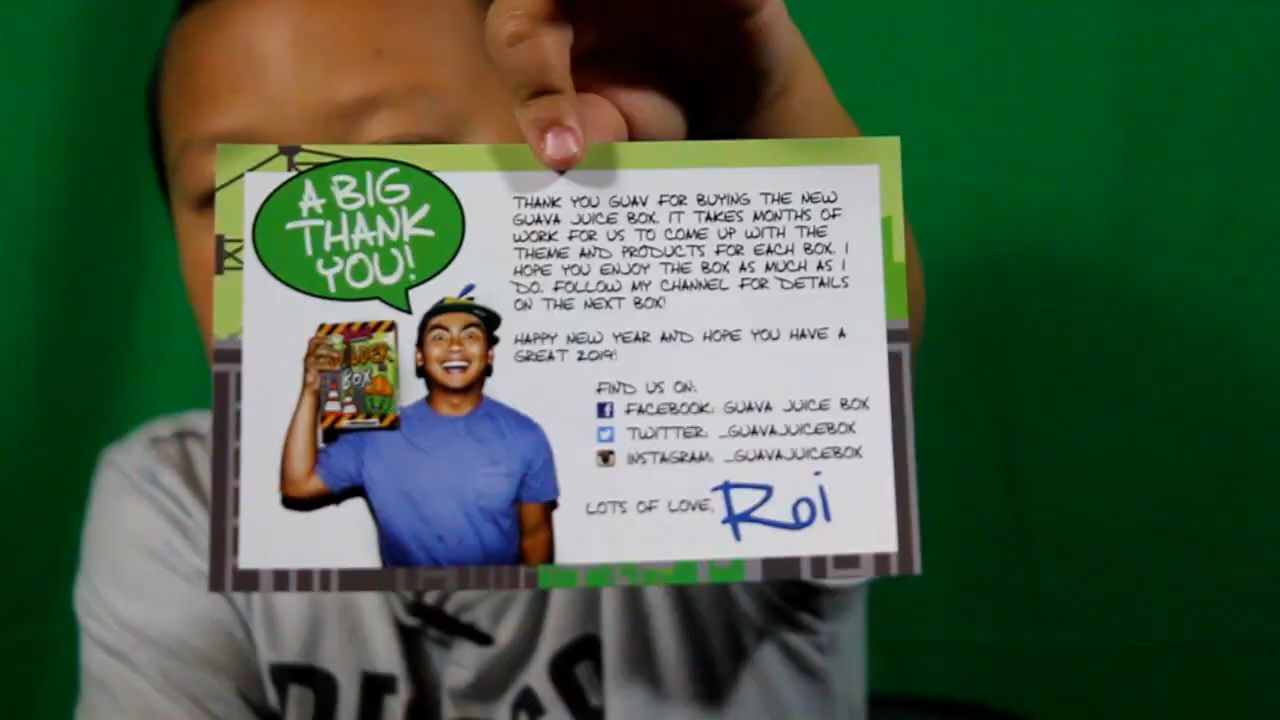 A BIG
THANK
YOU!
THANK YOU GUAV FOR BUYING THE NEW
GUAVA JUICE BOX. IT TAKES MONTHS OF
WORK FOR US TO COME UP WITH THE
THEME AND PRODUCTS FOR EACH BOX. I
HOPE YOU ENJOY THE BOX AS MUCH AS I
DO. FOLLOW MY CHANNEL FOR DETAILS
ON THE NEXT BOX!
HAPPY NEW YEAR AND HOPE YOU HAVE A
GREAT 2019!
FIND US ON:
FACEBOOK: GUAVA JUICE BOX
TWITTER: _GUAVAJUICEBOX
INSTAGRAM: _GUAVAJUICEBOX
LOTS OF LOVE, Roi
BOX